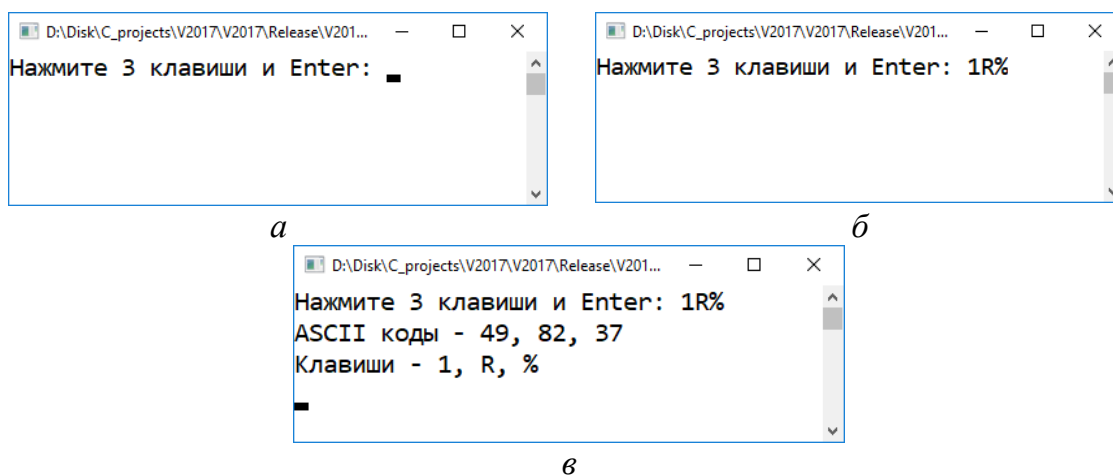 D:\Disk\C_projects\V2017\V2017\Release\V201...
Нажмите 3 клавиши и Enter:
а
D:\Disk\C_projects\V2017\V2017\Release\V201...
Нажмите 3 клавиши и Enter: 1R%
б
D:\Disk\C_projects\V2017\V2017\Release\V201...
Нажмите 3 клавиши и Enter: 1R%
ASCII коды - 49, 82, 37
Клавиши - 1, R, %
в